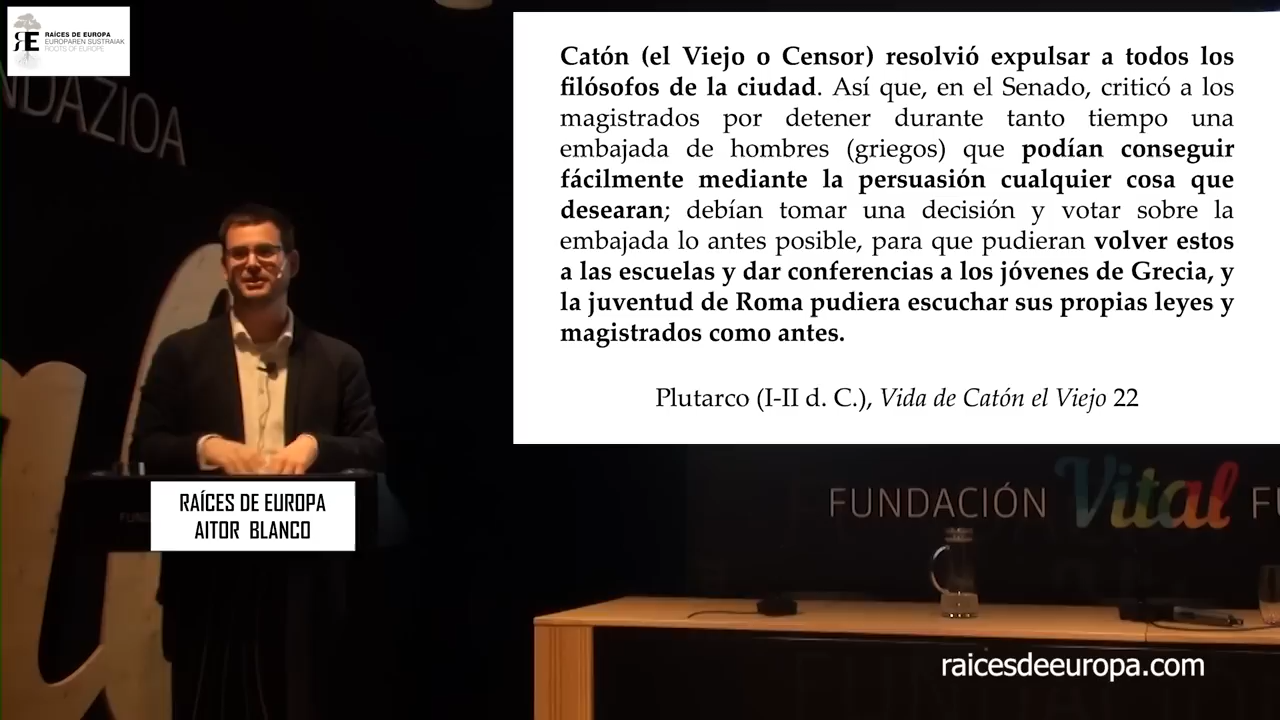 RAÍCES DE EUROPA
EUROPAREN SUSTRAIAK
ROOTS OF EUROPE
NDAZIOA
Catón (el Viejo o Censor) resolvió expulsar a todos los
filósofos de la ciudad. Así que, en el Senado, criticó a los
magistrados por detener durante tanto tiempo una
embajada de hombres (griegos) que podían conseguir
fácilmente mediante la persuasión cualquier cosa que
desearan; debían tomar una decisión y votar sobre la
embajada lo antes posible, para que pudieran volver estos
a las escuelas y dar conferencias a los jóvenes de Grecia, y
la juventud de Roma pudiera escuchar sus propias leyes y
magistrados como antes.
Plutarco (I-II d. C.), Vida de Catón el Viejo 22
RAÍCES DE EUROPA
AITOR BLANCO
FUNDACIÓN Vital FU
raicesdeeuropa.com